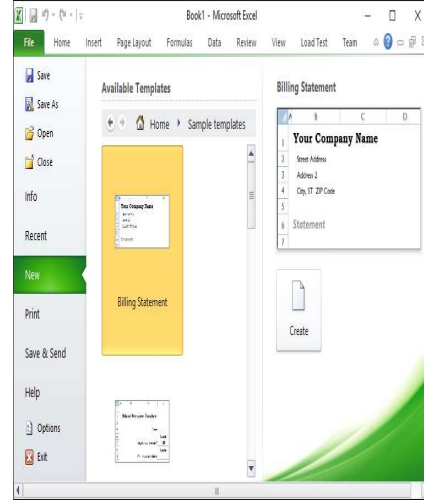 Book1 - Microsoft Excel
File Home Insert Page Layout Formulas Data Review View Load Test Team
Save
Save As
Open
Close
Info
Recent
New
Print
Save & Send
Help
Options
Exit
Available Templates
Home Sample templates
Billing Statement
Billing Statement
A B C D
1 Your Company Name
2 Street Address
3 Address 2
4 City, ST ZIP Code
5
6 Statement
7
Create